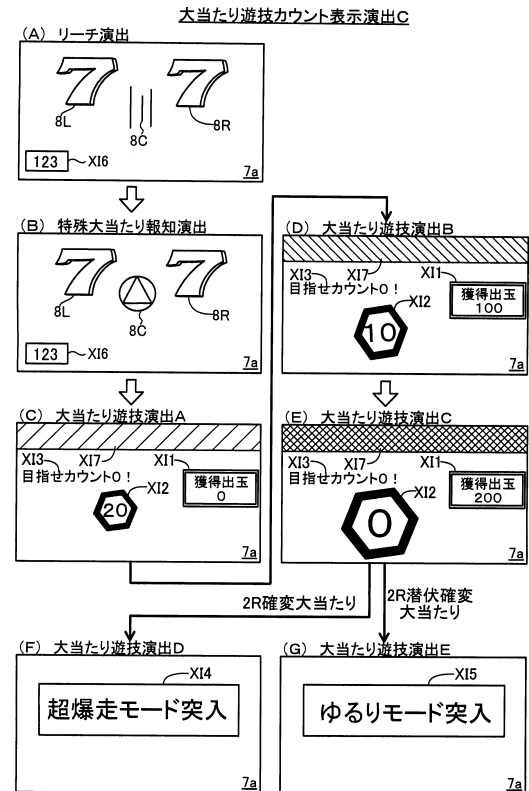 大当たり遊技カウント表示演出C
(A) リーチ演出
7 7
8L
8C
8R
123
XI6
7a
(B) 特殊大当たり報知演出
7 7
8L
8C
8R
123
XI6
7a
(C) 大当たり遊技演出A
XI3
XI7
XI1
目指せカウント0!
XI2
獲得出玉
0
20
7a
(D) 大当たり遊技演出B
XI3
XI7
XI1
目指せカウント0!
XI2
獲得出玉
100
10
7a
(E) 大当たり遊技演出C
XI3
XI7
XI1
目指せカウント0!
XI2
獲得出玉
200
0
7a
2R確変大当たり
2R潜伏確変
大当たり
(F) 大当たり遊技演出D
XI4
超爆走モード突入
7a
(G) 大当たり遊技演出E
XI5
ゆるりモード突入
7a